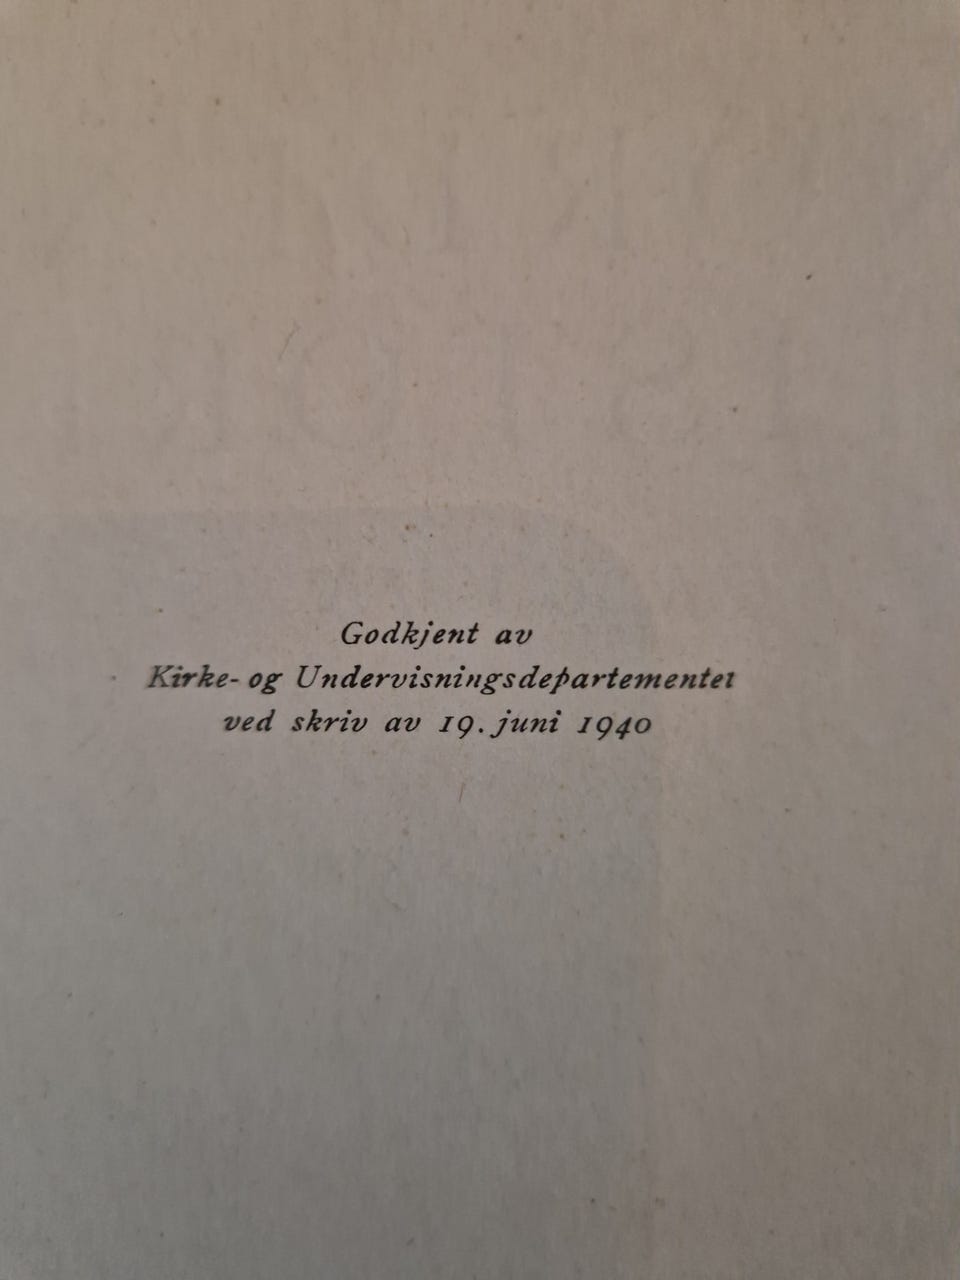 Godkjent av
Kirke- og Undervisningsdepartementet
ved skriv av 19. juni 1940